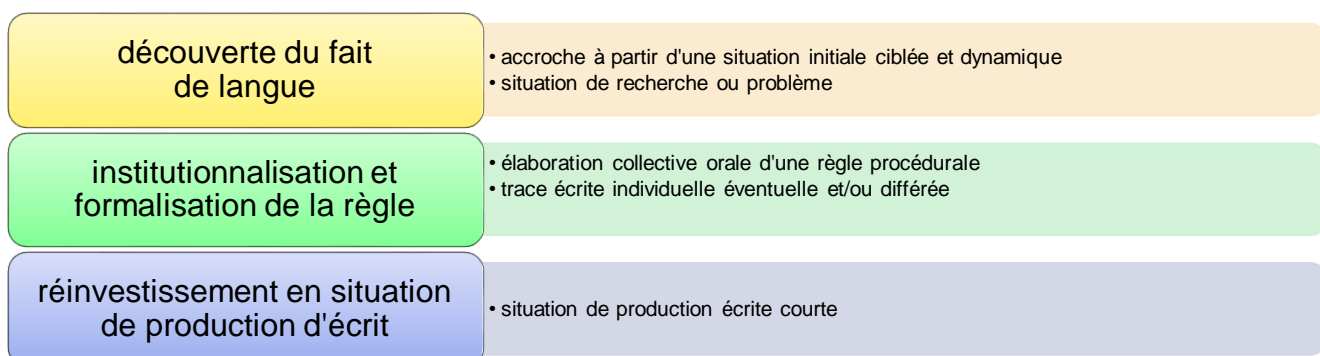 découverte du fait
de langue
• accroche à partir d'une situation initiale ciblée et dynamique
• situation de recherche ou problème
institutionnalisation et
formalisation de la règle
• élaboration collective orale d'une règle procédurale
• trace écrite individuelle éventuelle et/ou différée
réinvestissement en situation
de production d'écrit
• situation de production écrite courte